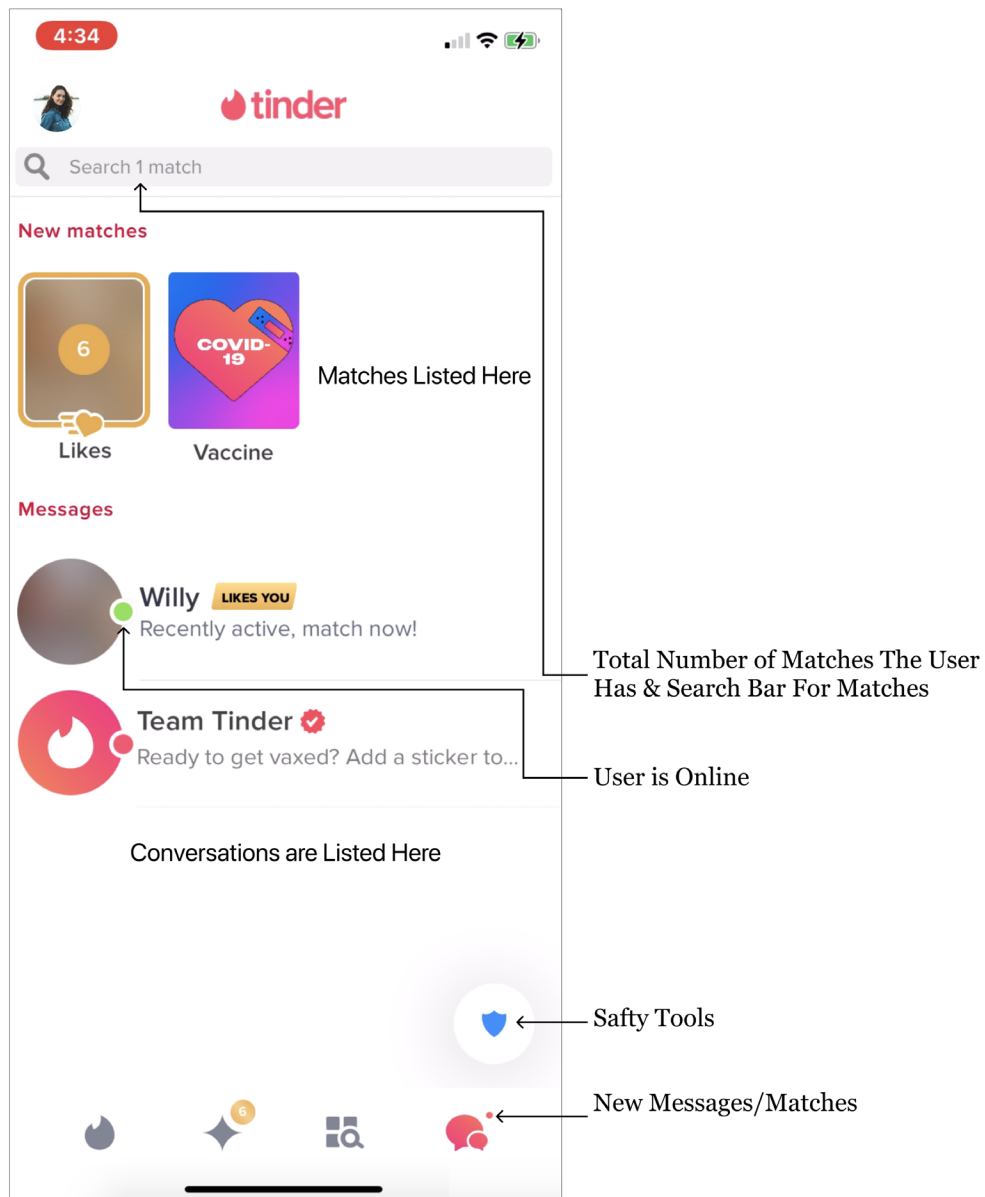 4:34
tinder
Search 1 match
New matches
6
COVID-
19
Matches Listed Here
Likes
Vaccine
Messages
Willy LIKES YOU
Recently active, match now!
Total Number of Matches The User
Has & Search Bar For Matches
Team Tinder
Ready to get vaxed? Add a sticker to...
User is Online
Conversations are Listed Here
Safty Tools
New Messages/Matches
6